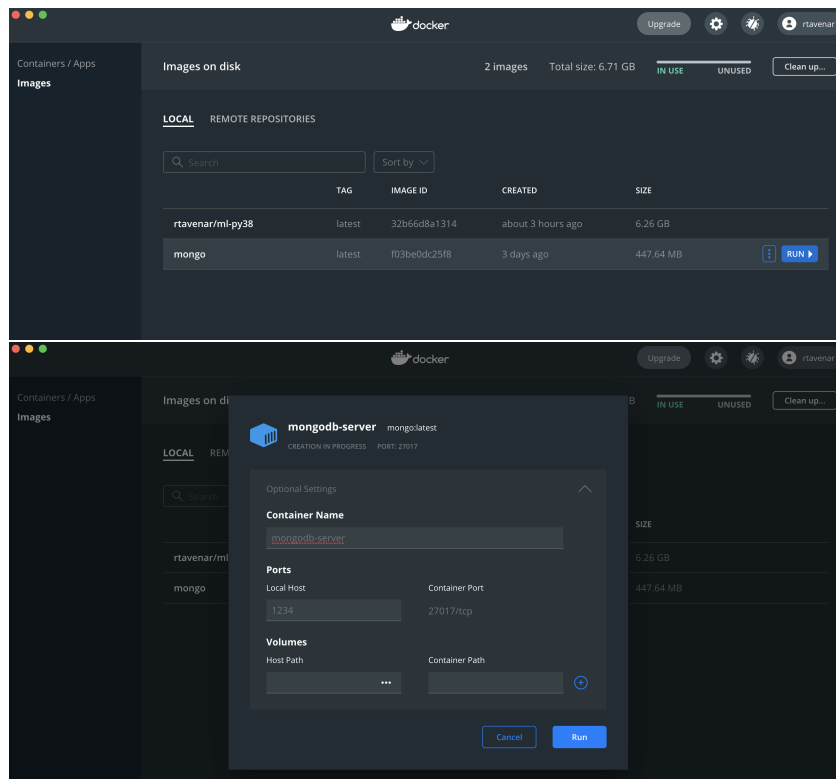 docker
Upgrade
rtavenar
Containers / Apps
Images
Images on disk
2 images
Total size: 6.71 GB
IN USE
UNUSED
Clean up...
LOCAL
REMOTE REPOSITORIES
Search
Sort by
TAG IMAGE ID CREATED SIZE
rtavenar/ml-py38 latest 32b66d8a1314 about 3 hours ago 6.26 GB
mongo latest f03be0dc25f8 3 days ago 447.64 MB RUN
docker
Upgrade
rtavenar
Containers / Apps
Images
Images on di
B
IN USE
UNUSED
Clean up...
LOCAL
REM
Search
SIZE
rtavenar/ml
6.26 GB
mongo
447.64 MB
mongodb-server mongo:latest
CREATION IN PROGRESS PORT: 27017
Optional Settings
Container Name
mongodb-server
Ports
Local Host Container Port
1234 27017/tcp
Volumes
Host Path Container Path
...
Cancel Run